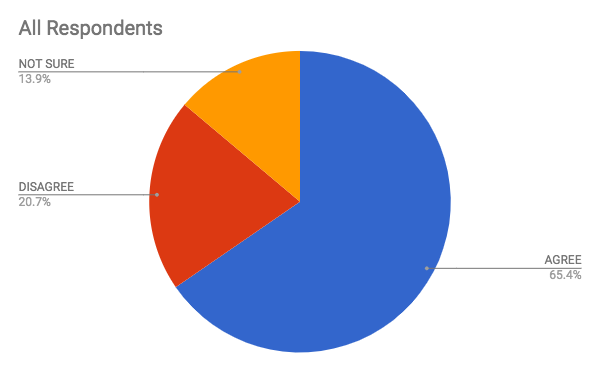 All Respondents
NOT SURE
13.9%
DISAGREE
20.7%
AGREE
65.4%